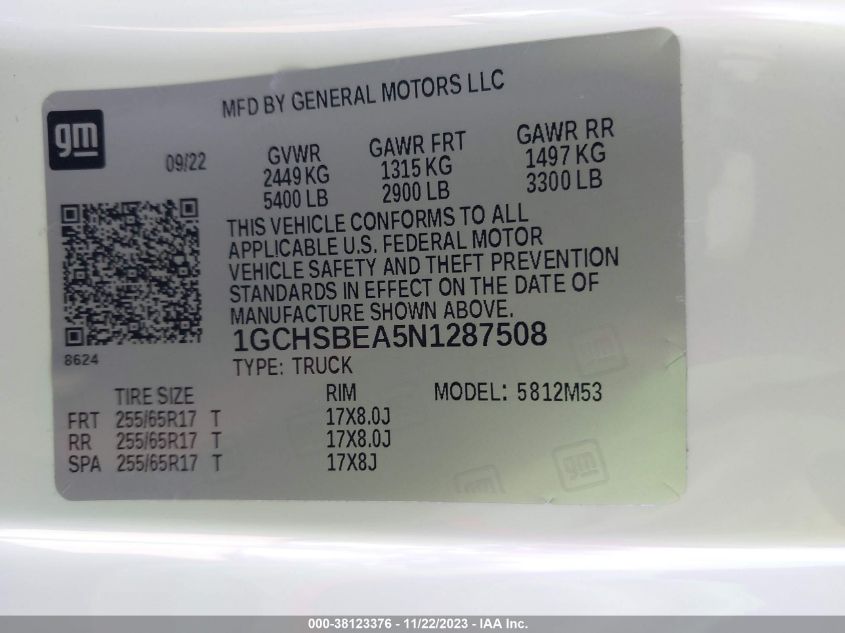 MFD BY GENERAL MOTORS LLC
gm
09/22
GVWR GAWR FRT GAWR RR
2449 KG 1315 KG 1497 KG
5400 LB 2900 LB 3300 LB
THIS VEHICLE CONFORMS TO ALL
APPLICABLE U.S. FEDERAL MOTOR
VEHICLE SAFETY AND THEFT PREVENTION
STANDARDS IN EFFECT ON THE DATE OF
MANUFACTURE SHOWN ABOVE.
1GCHSBEA5N1287508
8624
TYPE: TRUCK
TIRE SIZE RIM MODEL: 5812M53
FRT 255/65R17 T 17X8.0J
RR 255/65R17 T 17X8.0J
SPA 255/65R17 T 17X8J
gm
gm
000-38123376 - 11/22/2023 - IAA Inc.